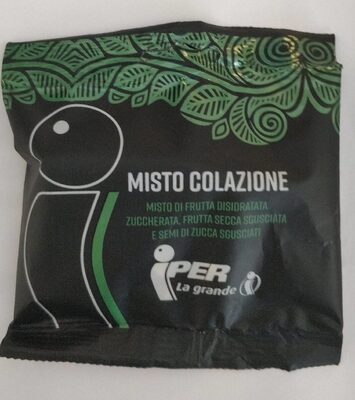 MISTO COLAZIONE
MISTO DI FRUTTA DISIDRATATA
ZUCCHERATA, FRUTTA SECCA SGUSCIATA
E SEMI DI ZUCCA SGUSCIATI
iPER
La grande i